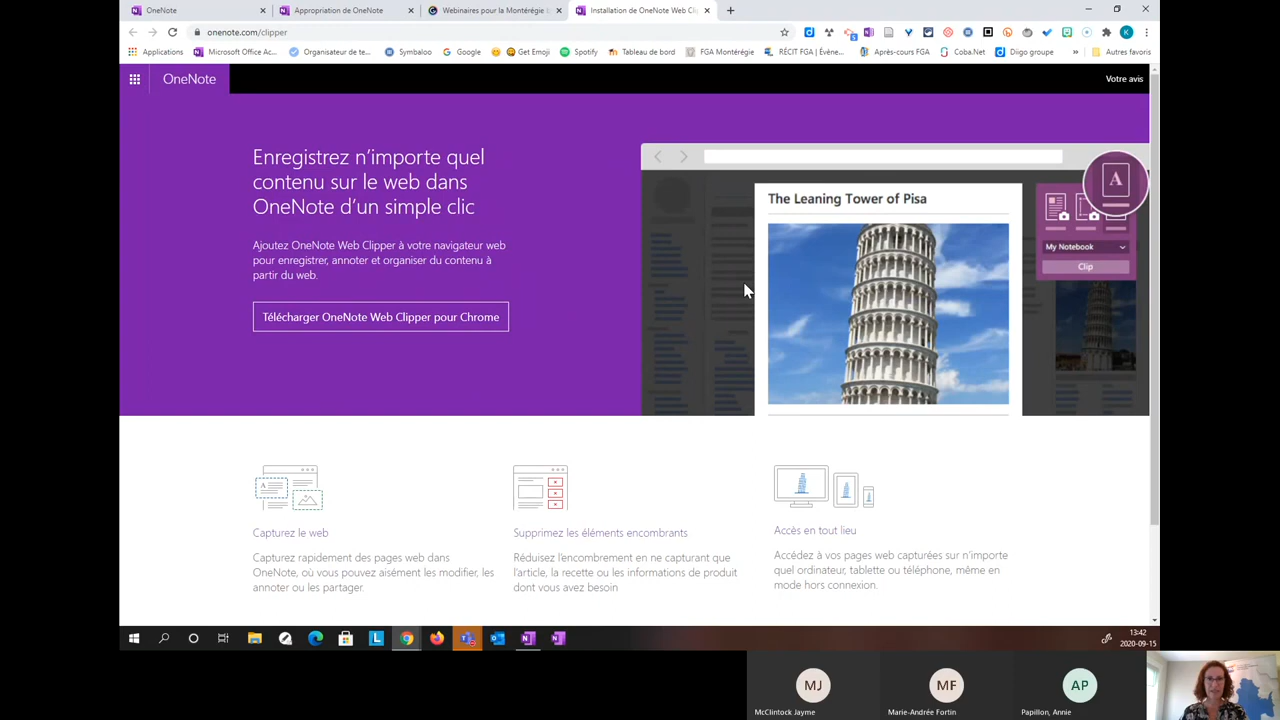 OneNote
Appropriation de OneNote
Webinaires pour la Montérégie b
Installation de OneNote Web Cli
onenote.com/clipper
Applications
Microsoft Office Ac...
Organisateur de te...
Symbaloo
Google
Get Emoji
Spotify
Tableau de bord
FGA Montérégie
RÉCIT FGA | Évène...
Après-cours FGA
Coba.Net
Diigo groupe
»
Autres favoris
OneNote
Votre avis
Enregistrez n'importe quel
contenu sur le web dans
OneNote d'un simple clic
Ajoutez OneNote Web Clipper à votre navigateur web
pour enregistrer, annoter et organiser du contenu à
partir du web.
Télécharger OneNote Web Clipper pour Chrome
The Leaning Tower of Pisa
A
My Notebook
Clip
Capturez le web
Capturez rapidement des pages web dans
OneNote, où vous pouvez aisément les modifier, les
annoter ou les partager.
Supprimez les éléments encombrants
Réduisez l'encombrement en ne capturant que
l'article, la recette ou les informations de produit
dont vous avez besoin
Accès en tout lieu
Accédez à vos pages web capturées sur n'importe
quel ordinateur, tablette ou téléphone, même en
mode hors connexion.
13:42
2020-09-15
MJ
McClintock Jayme
MF
Marie-Andrée Fortin
AP
Papillon, Annie